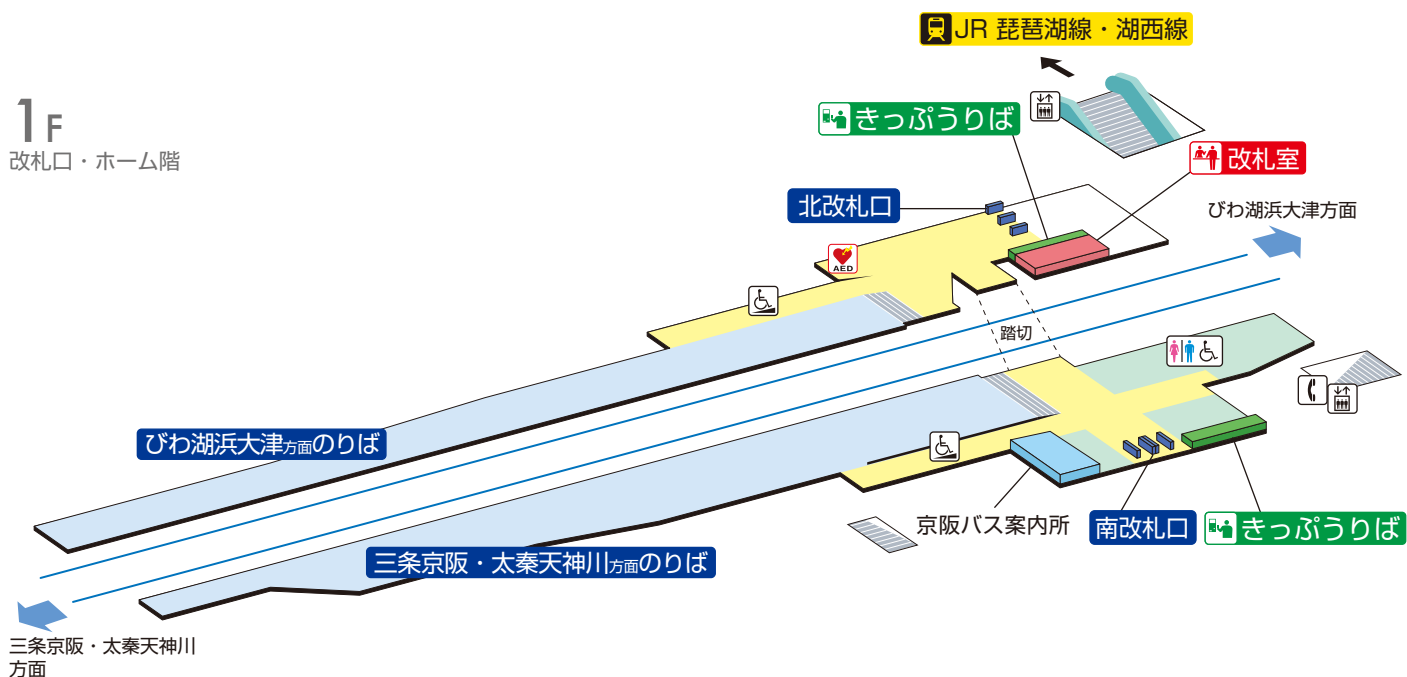 JR 琵琶湖線・湖西線
1F
改札口・ホーム階
きっぷうりば
改札室
北改札口
びわ湖浜大津方面
AED
踏切
びわ湖浜大津方面のりば
京阪バス案内所
南改札口
きっぷうりば
三条京阪・太秦天神川方面のりば
三条京阪・太秦天神川
方面